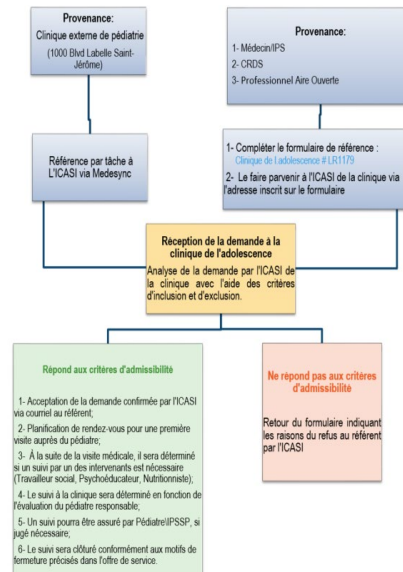 Provenance:
Clinique externe de pédiatrie
(1000 Blvd Labelle Saint-
Jérôme)
Provenance:
1- Médecin/IPS
2- CRDS
3- Professionnel Aire Ouverte
Référence par tâche à
L'ICASI via Medesync
1- Compléter le formulaire de référence :
Clinique de l.adolescence # LR1179
2- Le faire parvenir à l'ICASI de la clinique via
l'adresse inscrit sur le formulaire
Réception de la demande à la
clinique de l'adolescence
Analyse de la demande par l'ICASI de
la clinique avec l'aide des critères
d'inclusion et d'exclusion.
Répond aux critères d'admissibilité
1- Acceptation de la demande confirmée par l'ICASI
via courriel au référent;
2- Planification de rendez-vous pour une première
visite auprès du pédiatre;
3- À la suite de la visite médicale, il sera déterminé
si un suivi par un des intervenants est nécessaire
(Travailleur social, Psychoéducateur, Nutritionniste);
4- Le suivi à la clinique sera déterminé en fonction de
l'évaluation du pédiatre responsable;
5- Un suivi pourra être assuré par Pédiatre\IPSSP, si
jugé nécessaire;
6- Le suivi sera clôturé conformément aux motifs de
fermeture précisés dans l'offre de service.
Ne répond pas aux critères
d'admissibilité
Retour du formulaire indiquant
les raisons du refus au référent
par l'ICASI